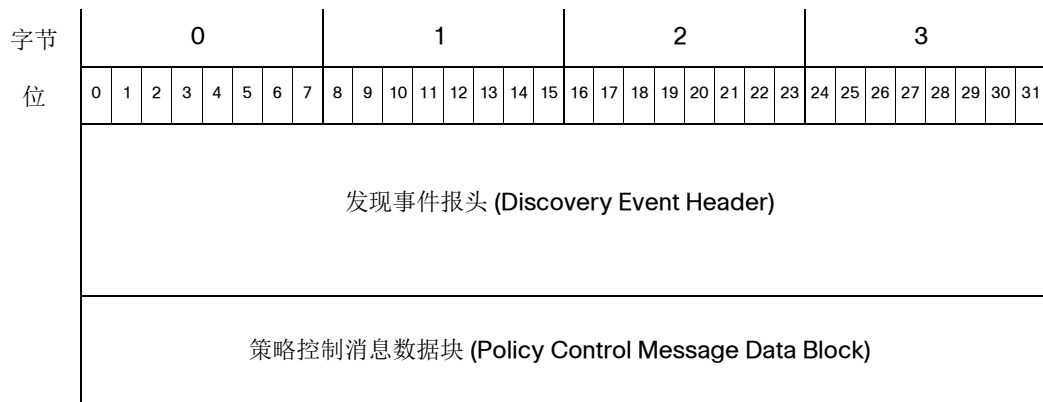 字节 0 1 2 3
位 0 1 2 3 4 5 6 7 8 9 10 11 12 13 14 15 16 17 18 19 20 21 22 23 24 25 26 27 28 29 30 31
发现事件报头 (Discovery Event Header)
策略控制消息数据块 (Policy Control Message Data Block)